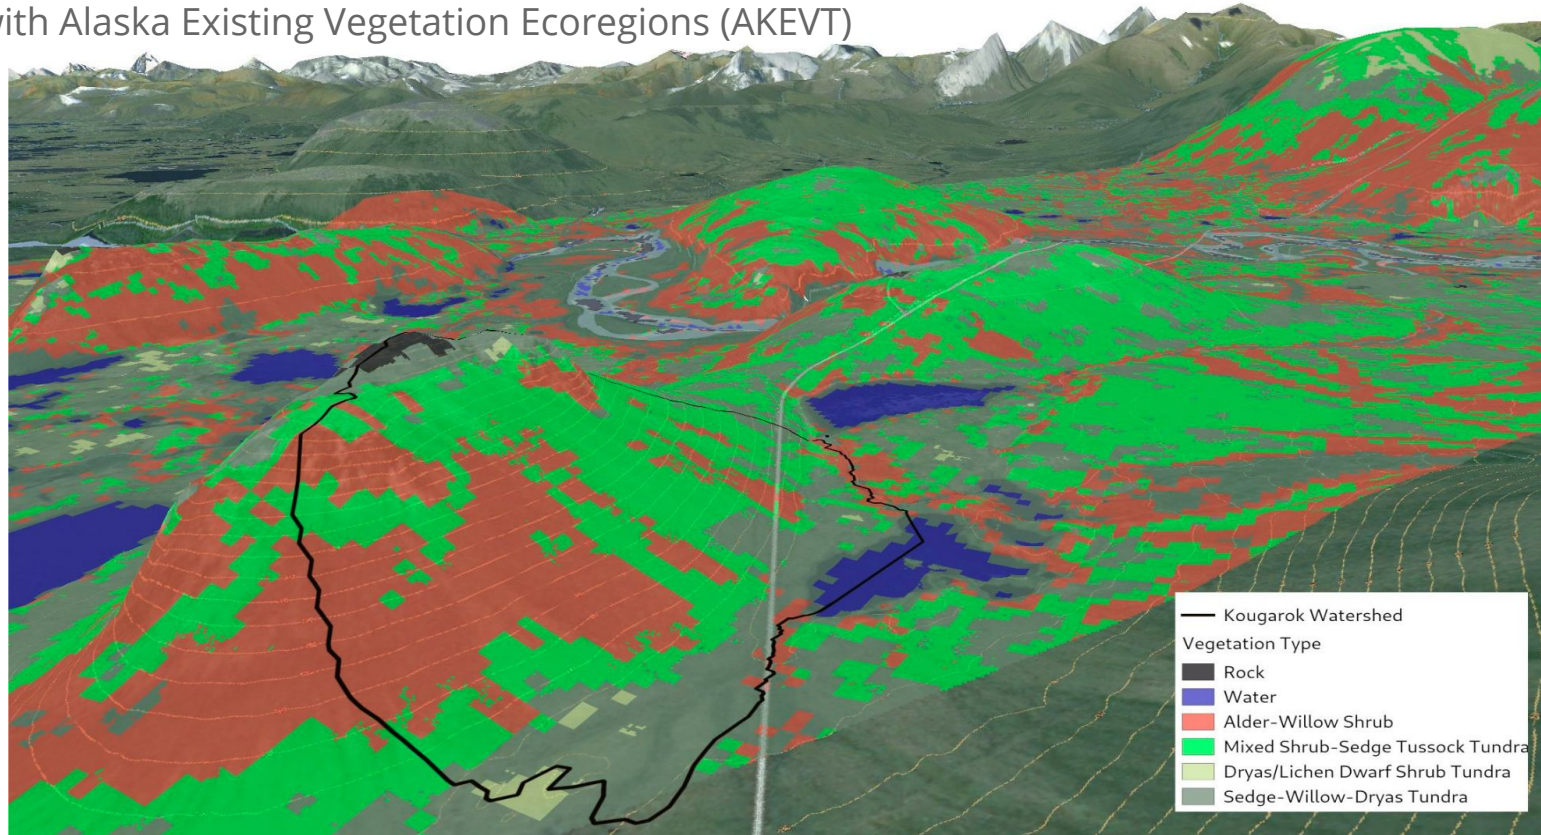 with Alaska Existing Vegetation Ecoregions (AKEVT)
Kougarok Watershed
Vegetation Type
Rock
Water
Alder-Willow Shrub
Mixed Shrub-Sedge Tussock Tundra
Dryas/Lichen Dwarf Shrub Tundra
Sedge-Willow-Dryas Tundra